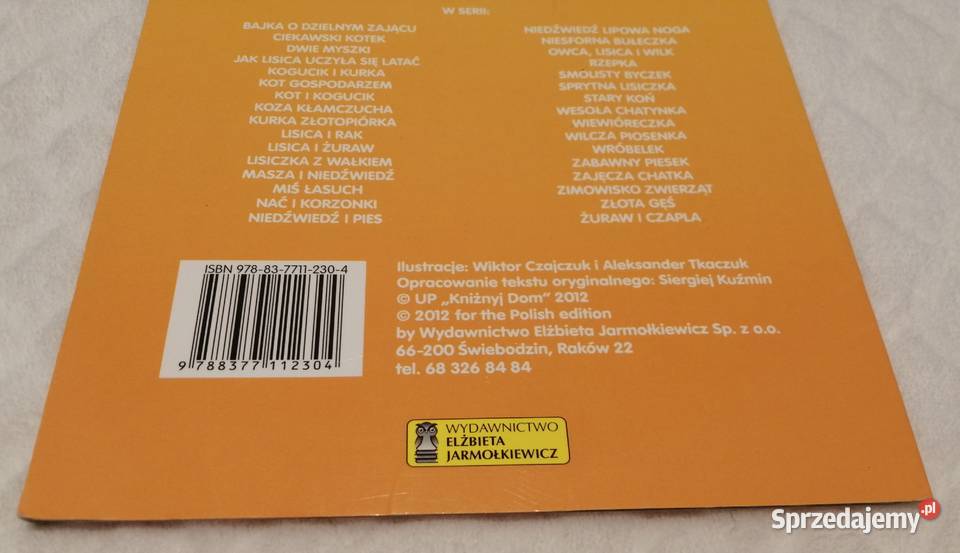 W SERII:
BAJKA O DZIELNYM ZAJĄCU
CIEKAWSKI KOTEK
DWIE MYSZKI
JAK LISICA UCZYŁA SIĘ LATAĆ
KOGUCIK I KURKA
KOT GOSPODARZEM
KOT I KOGUCIK
KOZA KŁAMCZUCHA
KURKA ZŁOTOPIÓRKA
LISICA I RAK
LISICA I ŻURAW
LISICZKA Z WAŁKIEM
MASZA I NIEDŹWIEDŹ
MIŚ ŁASUCH
NAĆ I KORZONKI
NIEDŹWIEDŹ I PIES
NIEDŹWIEDŹ LIPOWA NOGA
NIESFORNA BUŁECZKA
OWCA, LISICA I WILK
RZEPKA
SMOLISTY BYCZEK
SPRYTNA LISICZKA
STARY KOŃ
WESOŁA CHATYNKA
WIEWIÓRECZKA
WILCZA PIOSENKA
WRÓBELEK
ZABAWNY PIESEK
ZAJĘCZA CHATKA
ZIMOWISKO ZWIERZĄT
ZŁOTA GĘŚ
ŻURAW I CZAPLA
ISBN 978-83-7711-230-4
9 788377 112304
Ilustracje: Wiktor Czajczuk i Aleksander Tkaczuk
Opracowanie tekstu oryginalnego: Siergiej Kuźmin
© UP „Kniżnyj Dom" 2012
© 2012 for the Polish edition
by Wydawnictwo Elżbieta Jarmołkiewicz Sp. z o.o.
66-200 Świebodzin, Raków 22
tel. 68 326 84 84
WYDAWNICTWO
ELŻBIETA
JARMOŁKIEWICZ
Sprzedajemy.pl